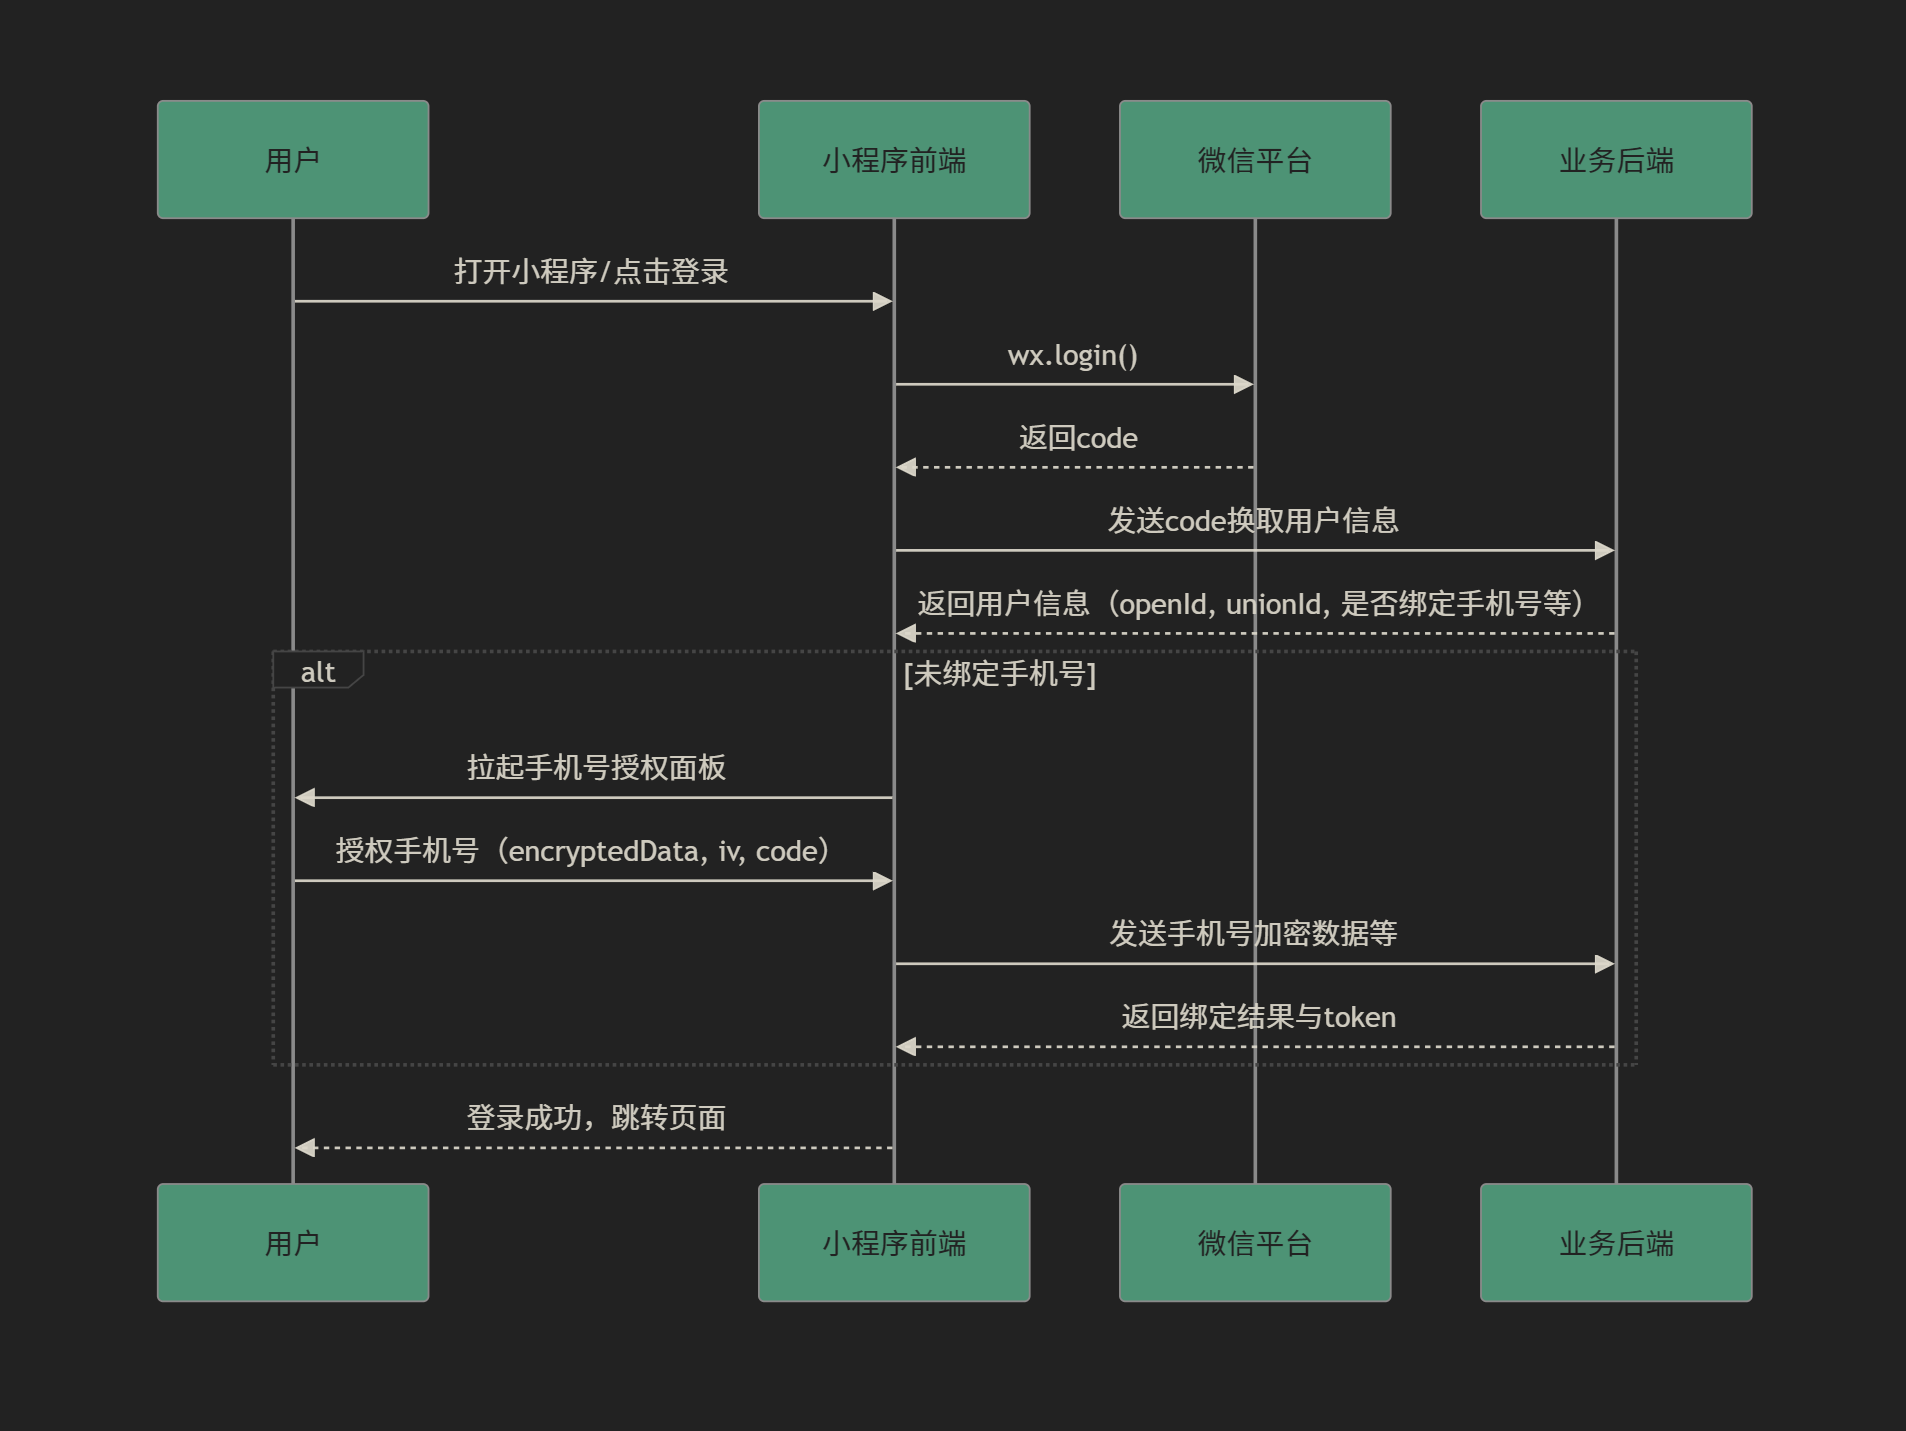 用户
小程序前端
微信平台
业务后端
打开小程序/点击登录
wx.login()
返回code
发送code换取用户信息
返回用户信息（openId, unionId, 是否绑定手机号等）
alt
[未绑定手机号]
拉起手机号授权面板
授权手机号（encryptedData, iv, code）
发送手机号加密数据等
返回绑定结果与token
登录成功，跳转页面
用户
小程序前端
微信平台
业务后端